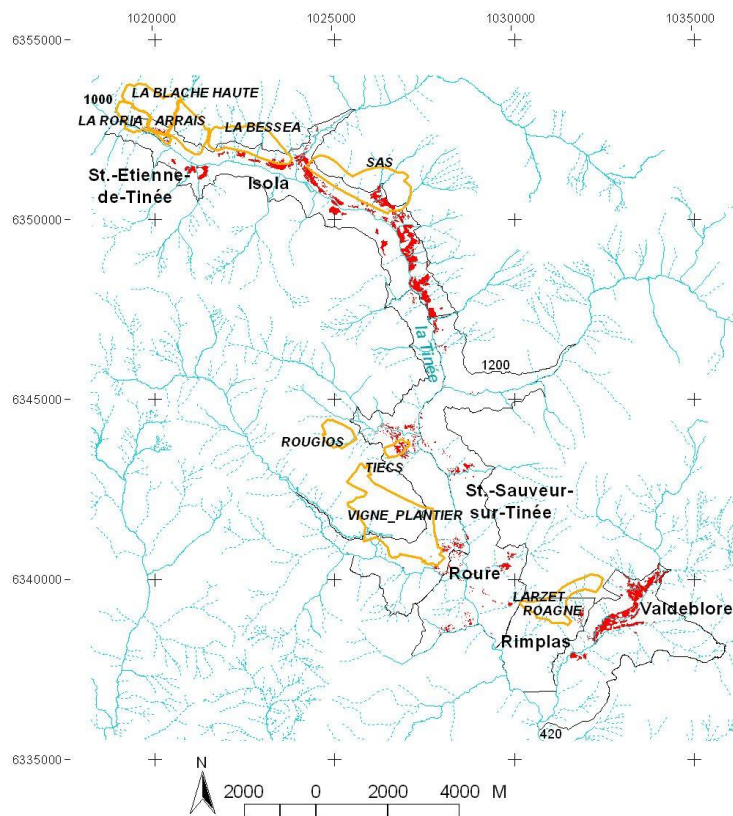 1020000 1025000 1030000 1035000
6355000
LA BLACHE HAUTE
1000
LA RORIA ARRAIS
LA BESSEA
SAS
St.-Etienne-
de-Tinée
Isola
6350000
la Tinée
1200
6345000
ROUGIOS
TIECS
St.-Sauveur-
sur-Tinée
VIGNE_PLANTIER
6340000
Roure
LARZET
ROAGNE
Valdeblore
Rimplas
420
6335000
N
2000 0 2000 4000 M